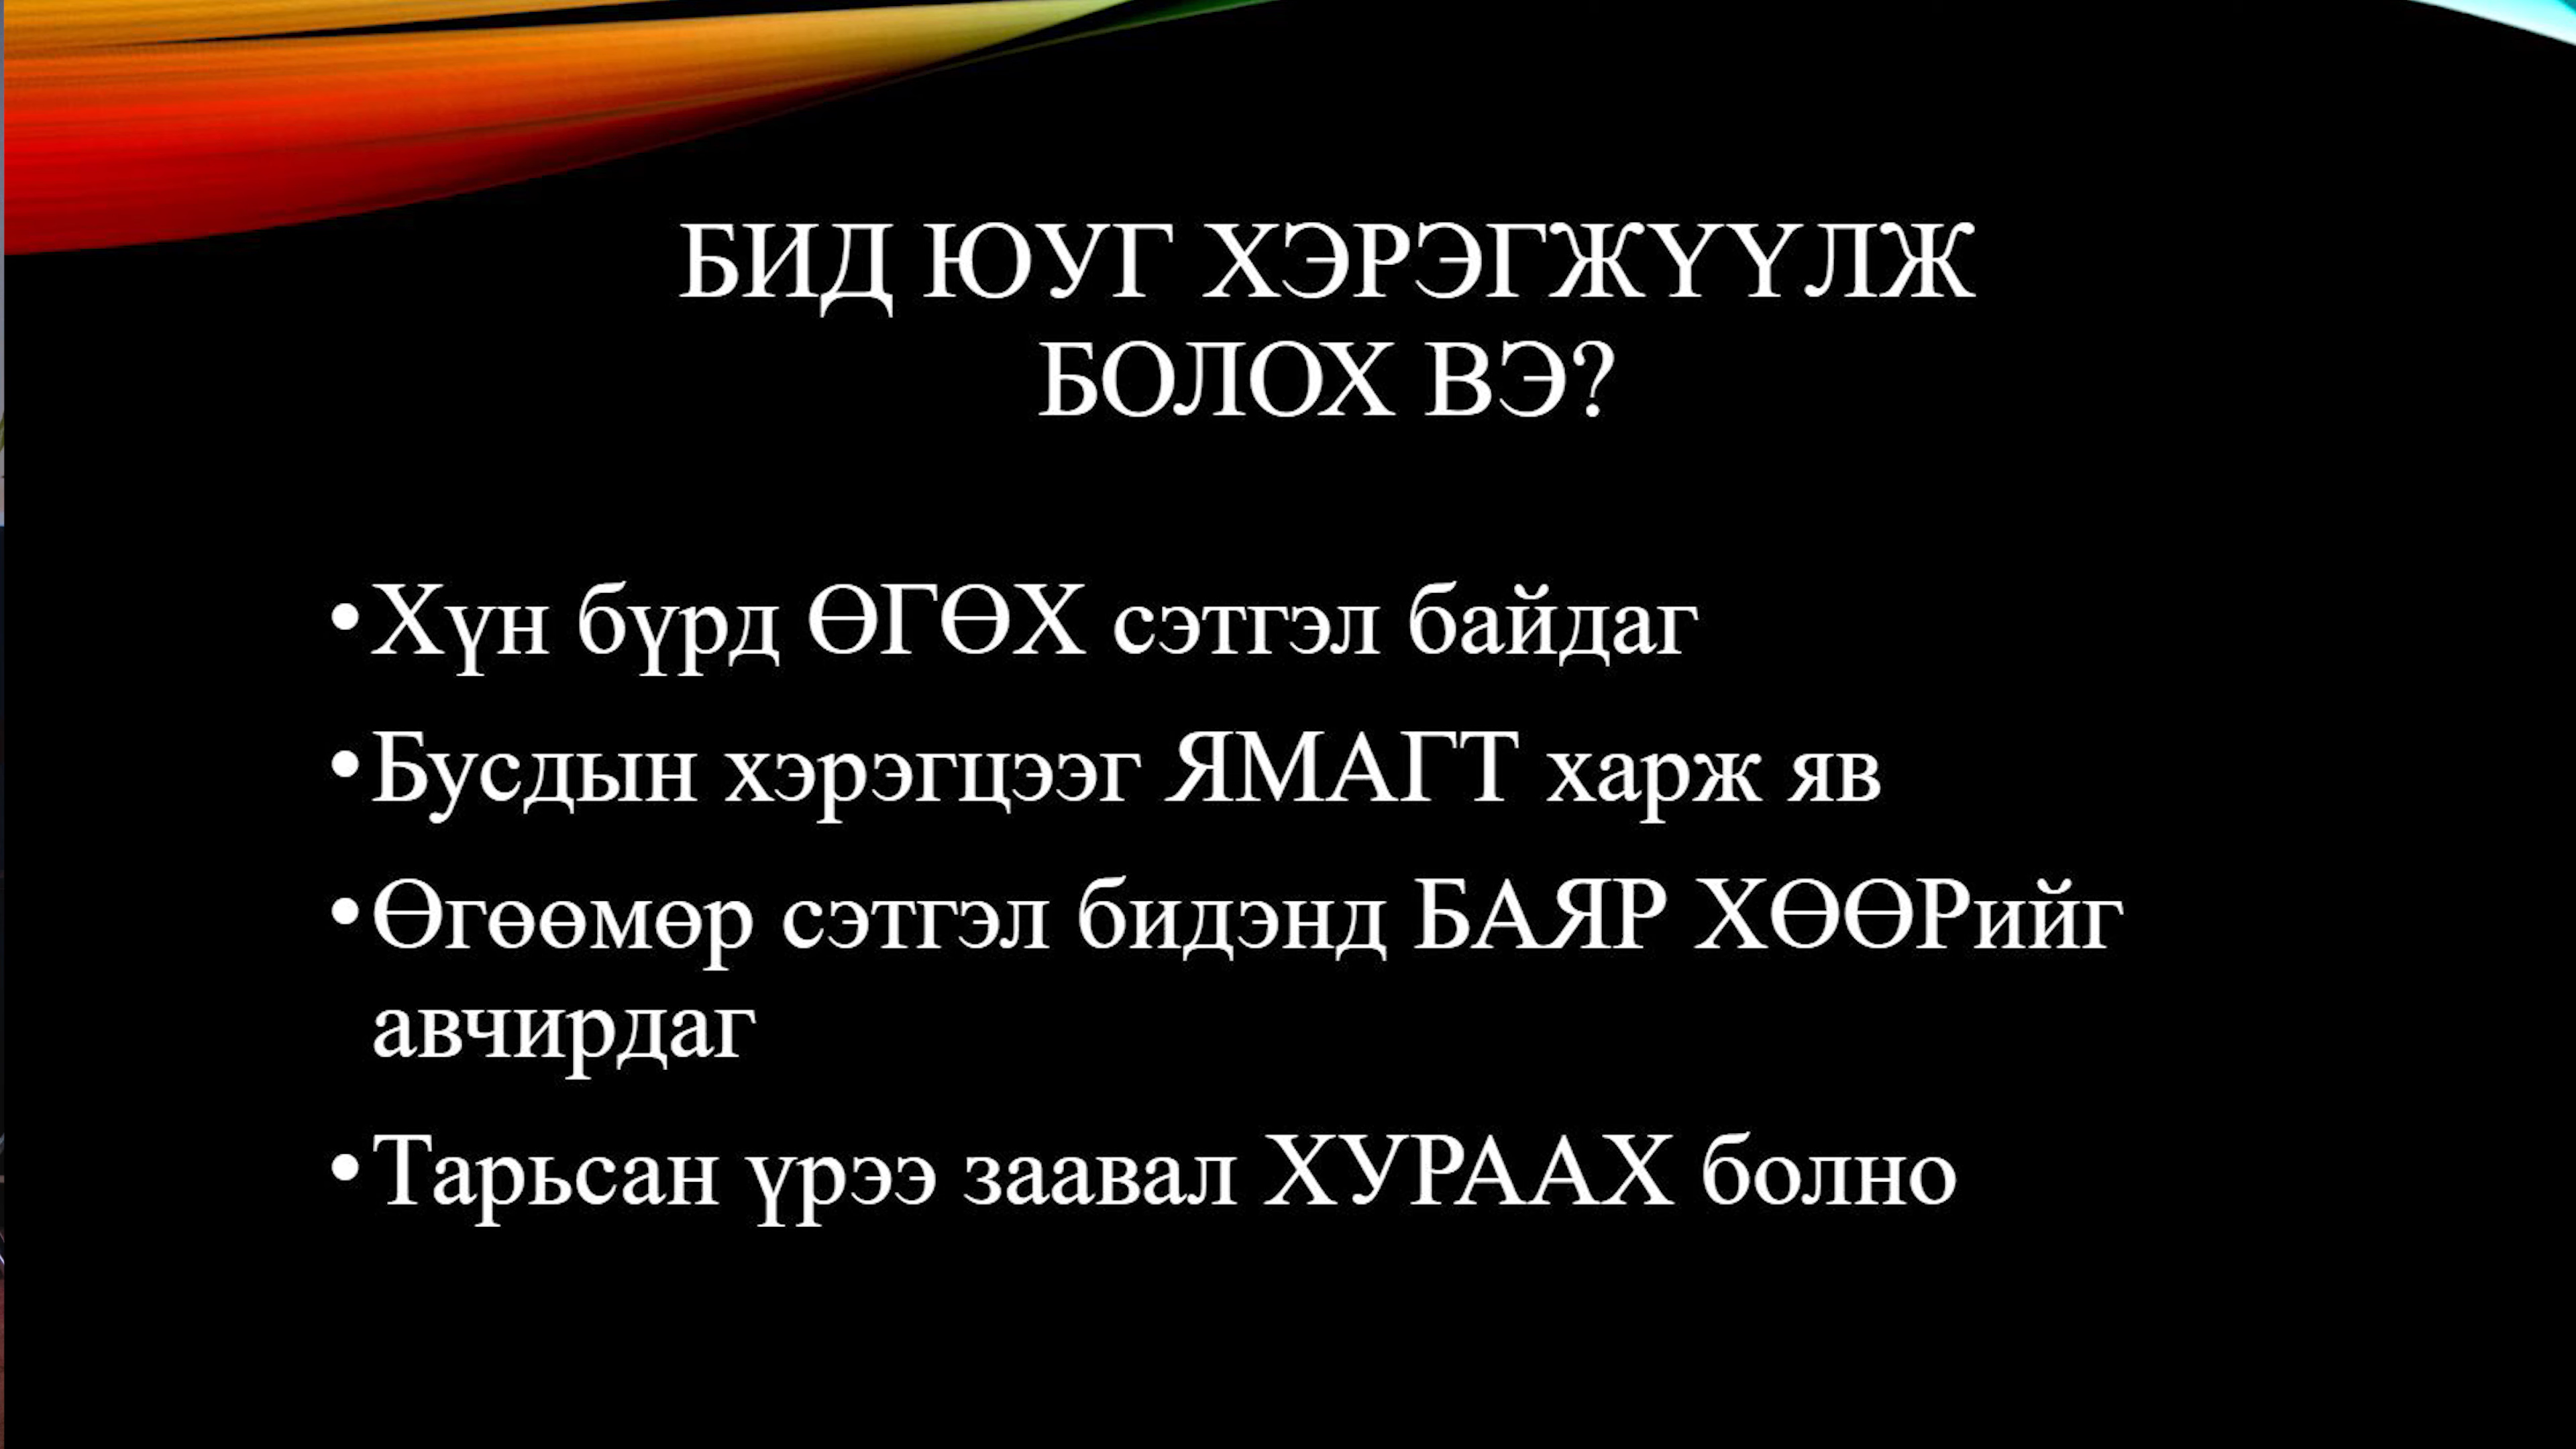 БИД ЮУГ ХЭРЭГЖҮҮЛЖ
БОЛОХ ВЭ?
•Хүн бүрд ӨГӨХ сэтгэл байдаг
•Бусдын хэрэгцээг ЯМАГТ харж яв
•Өгөөмөр сэтгэл бидэнд БАЯР ХӨӨРийг
авчирдаг
•Тарьсан үрээ заавал ХУРААХ болно